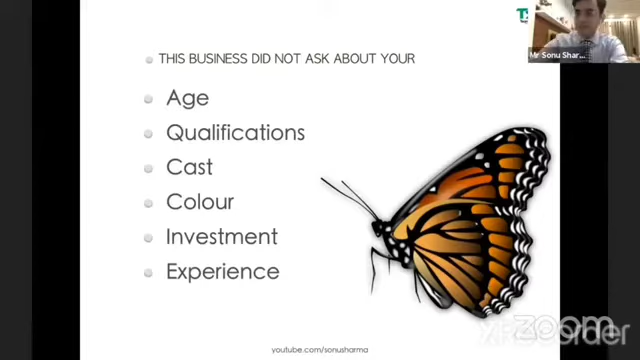 THIS BUSINESS DID NOT ASK ABOUT YOUR
Mr Sonu Shar...
Age
Qualifications
Cast
Colour
Investment
Experience
zoom
youtube.com/sonusharma